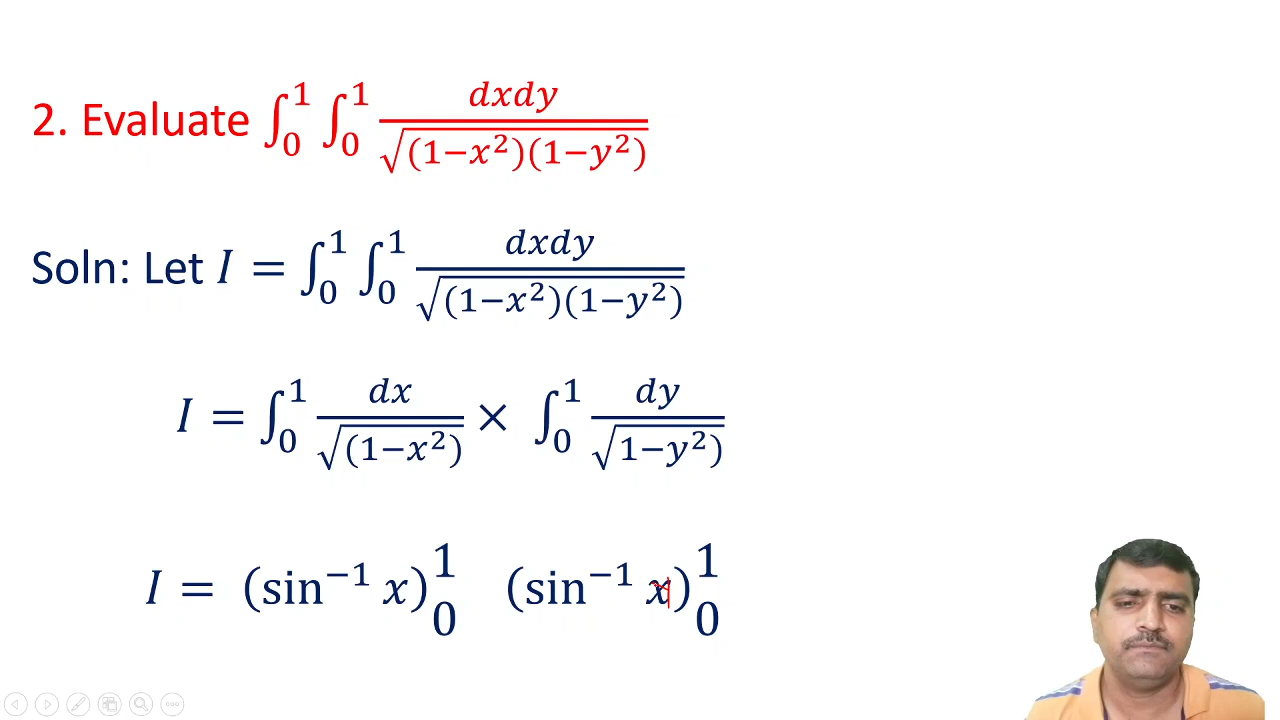 2. Evaluate ∫₀¹ ∫₀¹ dxdy / √((1−x²)(1−y²))
Soln: Let I = ∫₀¹ ∫₀¹ dxdy / √((1−x²)(1−y²))
I = ∫₀¹ dx / √((1−x²)) × ∫₀¹ dy / √(1−y²)
I = (sin⁻¹ x)₀¹ (sin⁻¹ x)₀¹